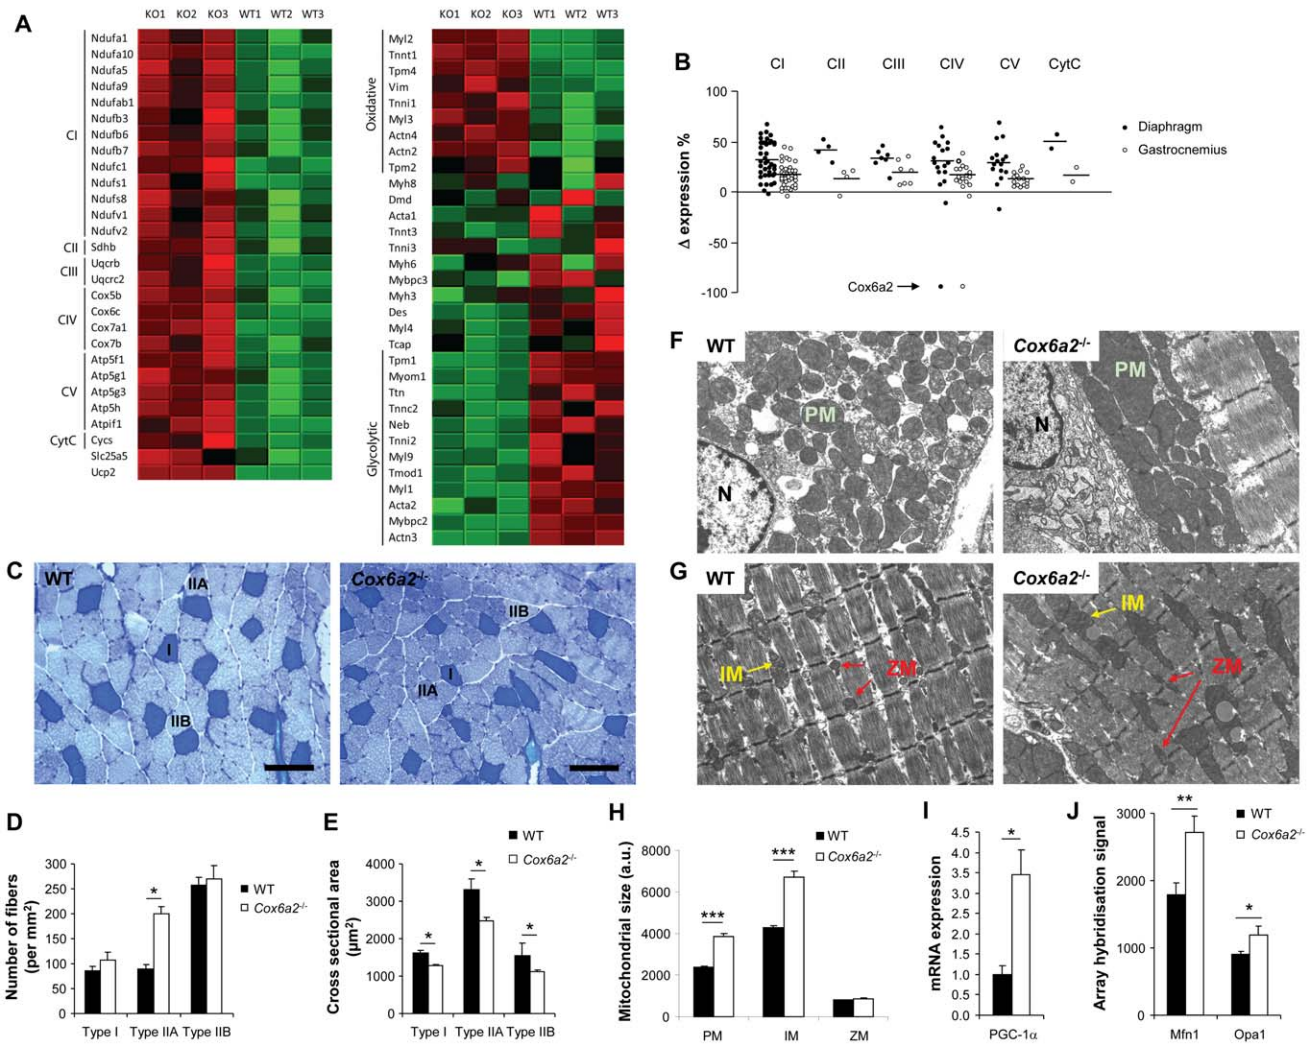 A
KO1 KO2 KO3 WT1 WT2 WT3
CI
Ndufa1
Ndufa10
Ndufa5
Ndufa9
Ndufab1
Ndufb3
Ndufb6
Ndufb7
Ndufc1
Ndufs1
Ndufs8
Ndufv1
Ndufv2
CII
Sdhb
CIII
Uqcrb
Uqcrc2
CIV
Cox5b
Cox6c
Cox7a1
Cox7b
CV
Atp5f1
Atp5g1
Atp5g3
Atp5h
Atpif1
CytC
Cycs
Slc25a5
Ucp2
KO1 KO2 KO3 WT1 WT2 WT3
Oxidative
Myl2
Tnnt1
Tpm4
Vim
Tnni1
Myl3
Actn4
Actn2
Tpm2
Myh8
Dmd
Acta1
Tnnt3
Tnni3
Myh6
Mybpc3
Myh3
Des
Myl4
Tcap
Glycolytic
Tpm1
Myom1
Ttn
Tnnc2
Neb
Tnni2
Myl9
Tmod1
Myl1
Acta2
Mybpc2
Actn3
B
CI CII CIII CIV CV CytC
Δ expression %
100
50
0
-50
-100
Cox6a2
Diaphragm
Gastrocnemius
C
WT
IIA
I
IIB
Cox6a2-/-
IIB
I
IIA
D
Number of fibers
(per mm²)
300
250
200
150
100
50
0
*
WT
Cox6a2-/-
Type I Type IIA Type IIB
E
Cross sectional area
(µm²)
4000
3000
2000
1000
0
* * *
WT
Cox6a2-/-
Type I Type IIA Type IIB
F
WT
PM
N
Cox6a2-/-
PM
N
G
WT
IM
ZM
Cox6a2-/-
IM
ZM
H
Mitochondrial size (a.u.)
8000
6000
4000
2000
0
*** ***
WT
Cox6a2-/-
PM IM ZM
I
mRNA expression
4.5
4.0
3.5
3.0
2.5
2.0
1.5
1.0
0.5
0.0
*
PGC-1α
J
Array hybridisation signal
3000
2000
1000
0
** *
WT
Cox6a2-/-
Mfn1 Opa1